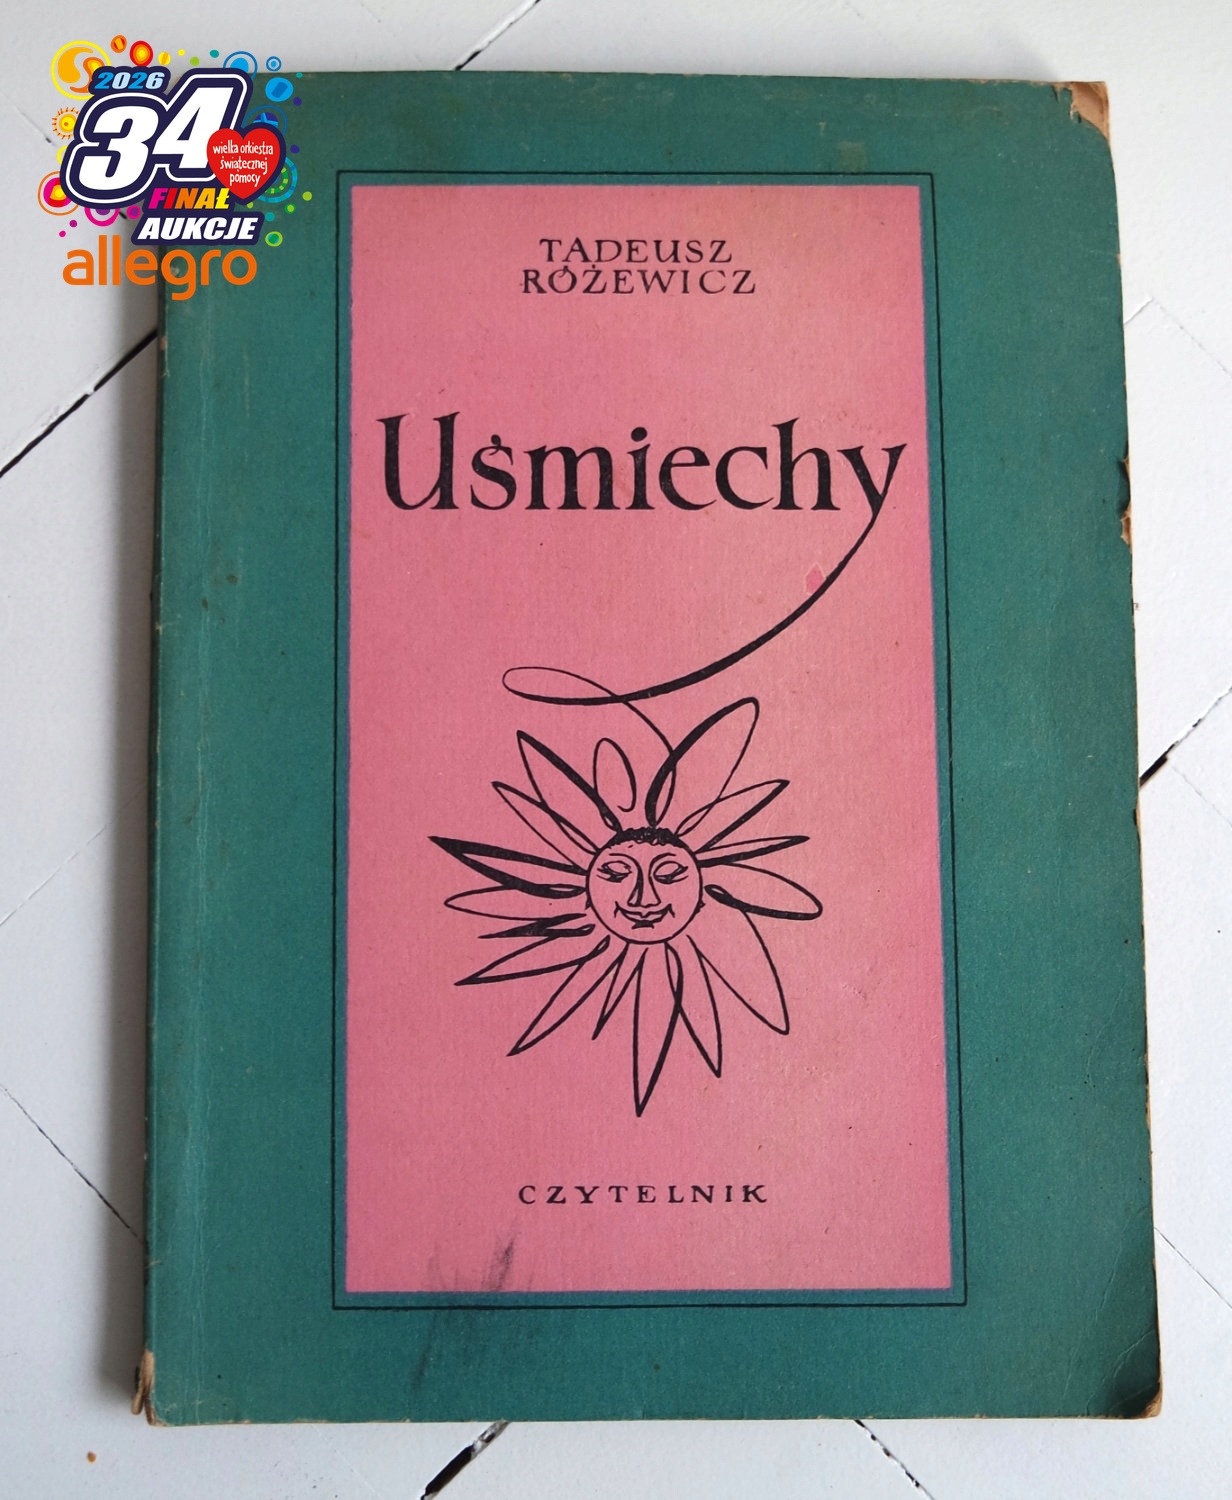 2026
34
wielka orkiestra
świątecznej
pomocy
FINAŁ
AUKCJE
allegro
TADEUSZ
RÓŻEWICZ
Uśmiechy
CZYTELNIK